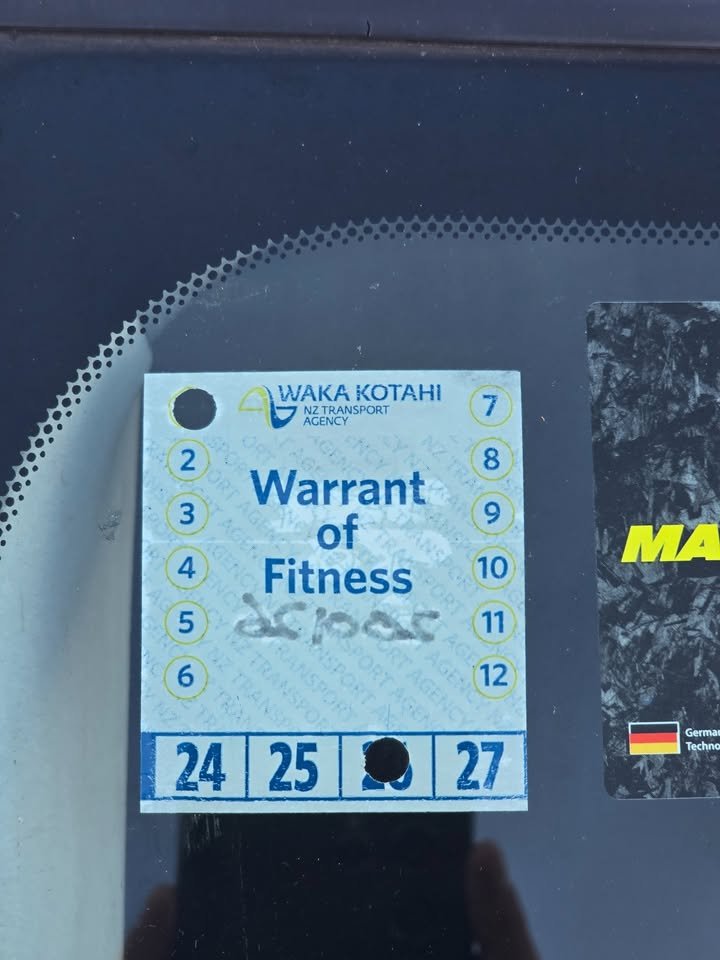 WAKA KOTAHI
NZ TRANSPORT
AGENCY
7
2
8
3
9
4
10
5
11
6
12
Warrant
of
Fitness
24 25 27
MA
German
Techno